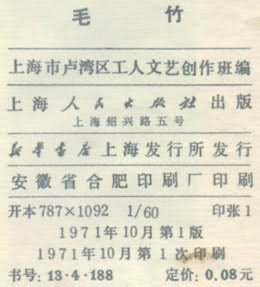 毛竹
上海市卢湾区工人文艺创作班编
上海人民出版社出版
上海绍兴路五号
新华书店上海发行所发行
安徽省合肥印刷厂印刷
开本787×1092 1/60 印张1
1971年10月第1版
1971年10月第1次印刷
书号：13·4·188 定价：0.08元